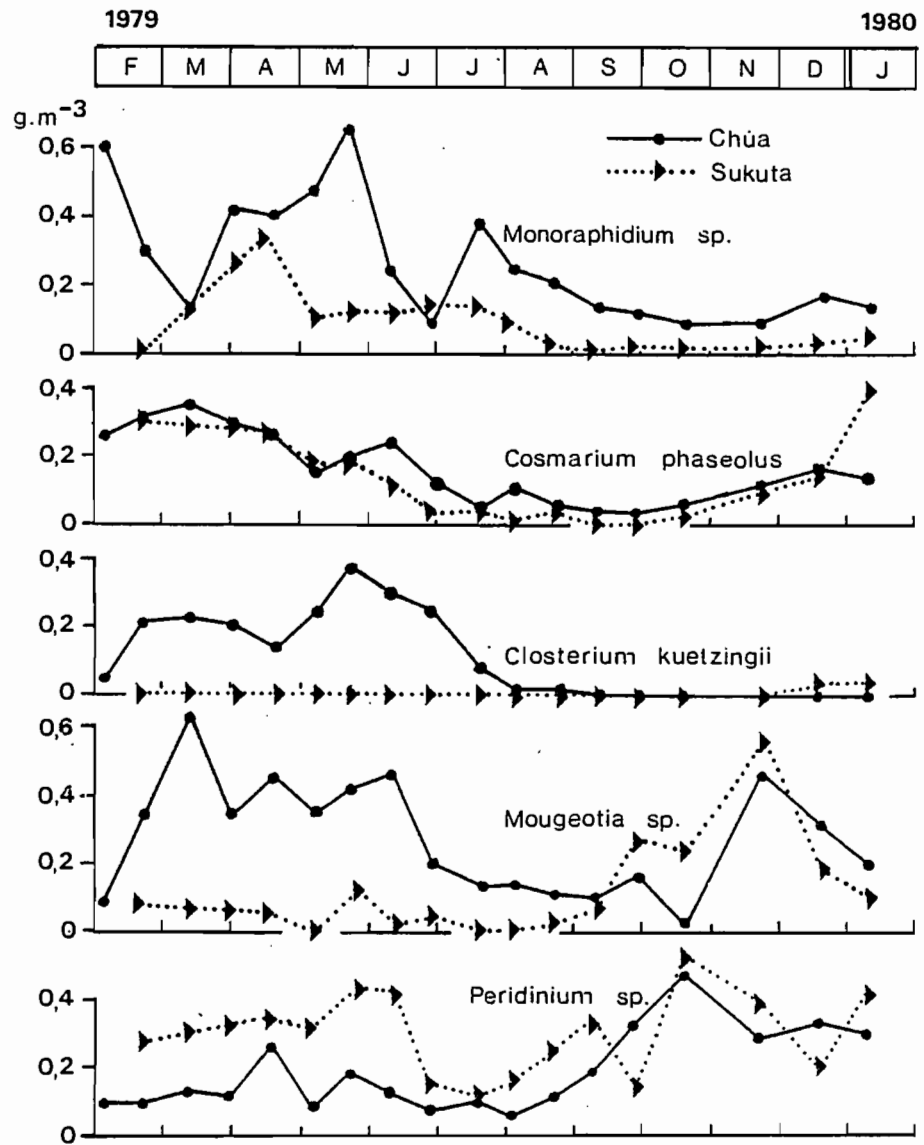 1979 1980
F M A M J J A S O N D J
g.m-3
Chúa
Sukuta
0,6
0,4
0,2
0
Monoraphidium sp.
0,4
0,2
0
Cosmarium phaseolus
0,4
0,2
0
Closterium kuetzingii
0,6
0,4
0,2
0
Mougeotia sp.
0,4
0,2
0
Peridinium sp.